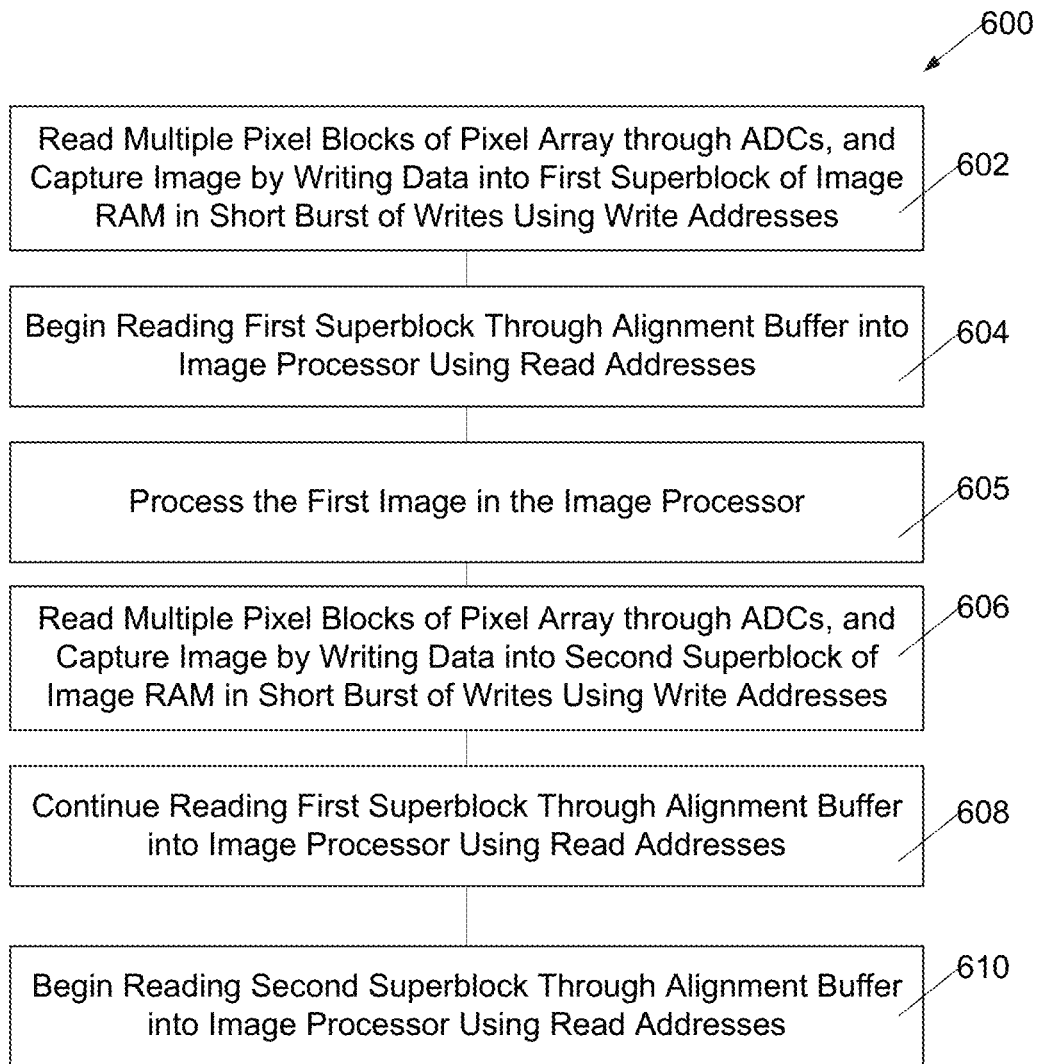 600
Read Multiple Pixel Blocks of Pixel Array through ADCs, and
Capture Image by Writing Data into First Superblock of Image
RAM in Short Burst of Writes Using Write Addresses
602
Begin Reading First Superblock Through Alignment Buffer into
Image Processor Using Read Addresses
604
Process the First Image in the Image Processor
605
Read Multiple Pixel Blocks of Pixel Array through ADCs, and
Capture Image by Writing Data into Second Superblock of
Image RAM in Short Burst of Writes Using Write Addresses
606
Continue Reading First Superblock Through Alignment Buffer
into Image Processor Using Read Addresses
608
Begin Reading Second Superblock Through Alignment Buffer
into Image Processor Using Read Addresses
610